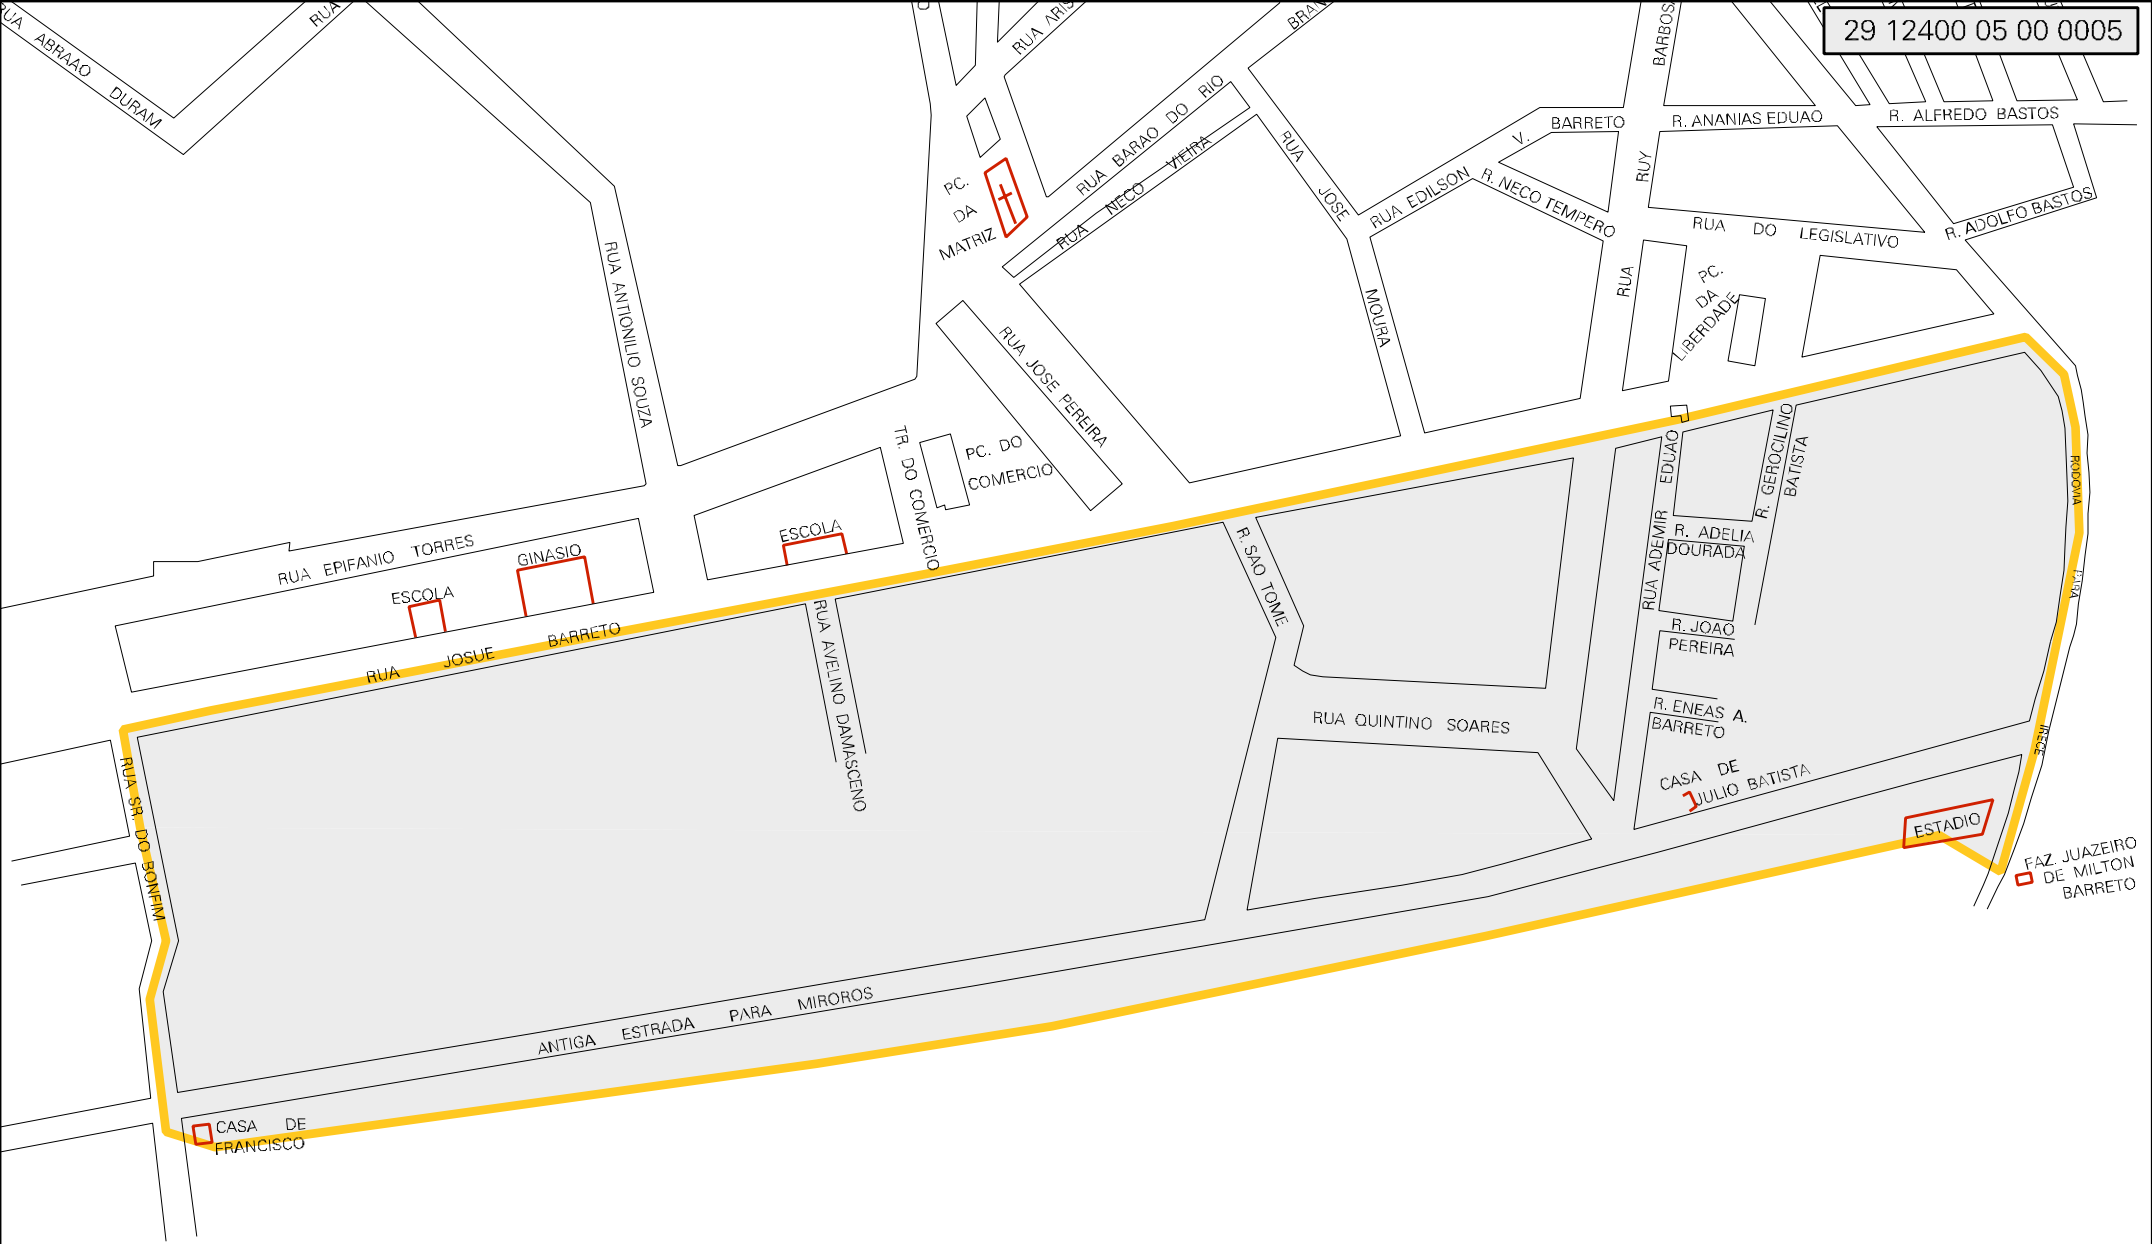 29 12400 05 00 0005
RUA ABRAAO DURAM
RUA
RUA ARIS
BRAN
BARBOSA
RUA BARAO DO RIO
RUA NECO VIEIRA
PC.
DA
MATRIZ
RUA JOSE MOURA
RUA EDILSON V. BARRETO
R. NECO TEMPERO
R. ANANIAS EDUAO
R. ALFREDO BASTOS
RUA RUY
R. ADOLFO BASTOS
RUA DO LEGISLATIVO
PC.
DA
LIBERDADE
RUA ANTIONILIO SOUZA
RUA JOSE PEREIRA
TR. DO COMERCIO
PC. DO
COMERCIO
ESCOLA
RUA EPIFANIO TORRES
GINASIO
ESCOLA
RUA JOSUE BARRETO
RUA SR. DO BONFIM
RUA AVELINO DAMASCENO
R. SAO TOME
RUA QUINTINO SOARES
RUA ADEMIR EDUAO
R. GEROCILINO
BATISTA
R. ADELIA
DOURADA
R. JOAO
PEREIRA
R. ENEAS A.
BARRETO
CASA DE
JULIO BATISTA
RODOVIA PARA IRECE
ESTADIO
FAZ. JUAZEIRO
DE MILTON
BARRETO
ANTIGA ESTRADA PARA MIROROS
CASA DE
FRANCISCO